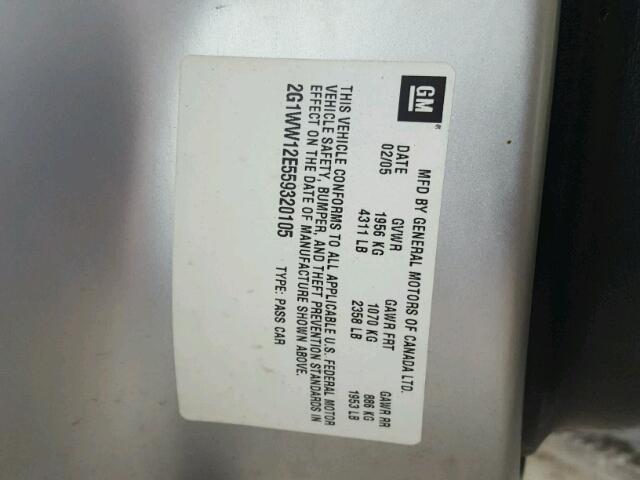 GM
MFD BY GENERAL MOTORS OF CANADA LTD.
DATE GVWR GAWR FRT GAWR RR
02/05 1956 KG 1070 KG 886 KG
4311 LB 2358 LB 1953 LB
THIS VEHICLE CONFORMS TO ALL APPLICABLE U.S. FEDERAL MOTOR
VEHICLE SAFETY, BUMPER, AND THEFT PREVENTION STANDARDS IN
EFFECT ON THE DATE OF MANUFACTURE SHOWN ABOVE.
2G1WW12E559320105 TYPE: PASS CAR